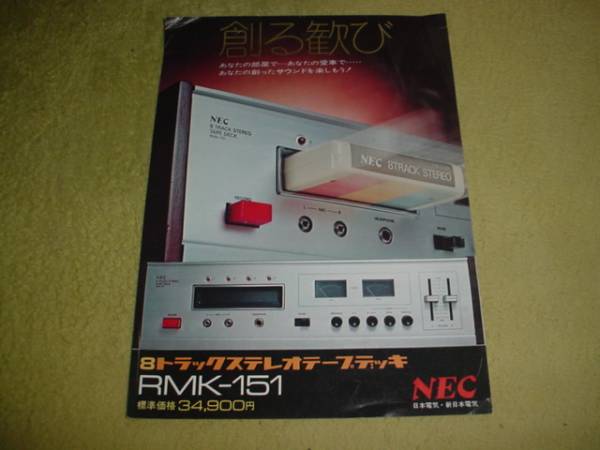 創る歓び
あなたの部屋で…あなたの愛車で……
あなたの創ったサウンドを楽しもう！
NEC
8 TRACK STEREO
TAPE DECK
NEC 8TRACK STEREO
L MIC R
HEADPHONE
8トラックステレオテープデッキ
RMK-151
標準価格34,900円
NEC
日本電気・新日本電気